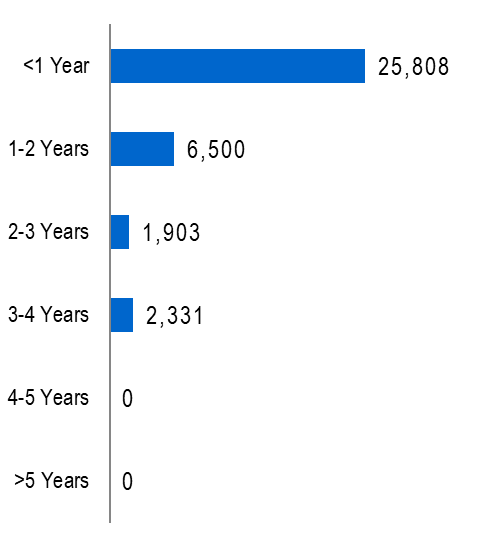 <1 Year 25,808
1-2 Years 6,500
2-3 Years 1,903
3-4 Years 2,331
4-5 Years 0
>5 Years 0